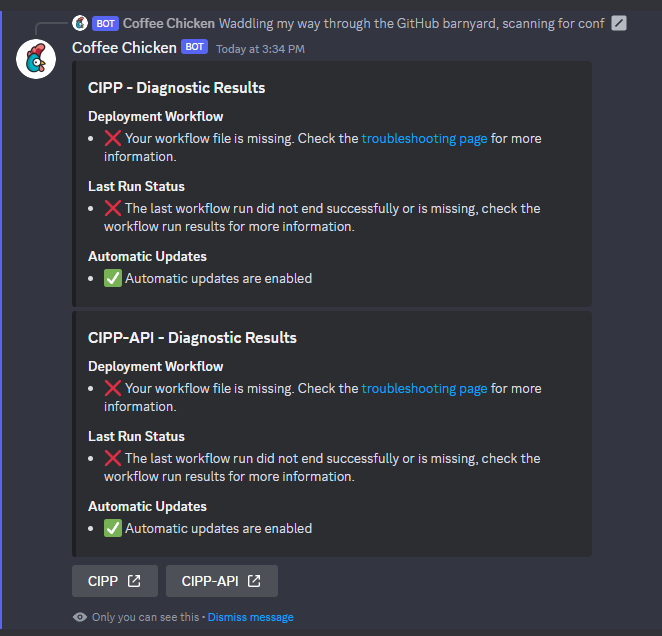 BOT Coffee Chicken Waddling my way through the GitHub barnyard, scanning for conf
Coffee Chicken BOT Today at 3:34 PM
CIPP - Diagnostic Results
Deployment Workflow
• ❌ Your workflow file is missing. Check the troubleshooting page for more
information.
Last Run Status
• ❌ The last workflow run did not end successfully or is missing, check the
workflow run results for more information.
Automatic Updates
• ✅ Automatic updates are enabled
CIPP-API - Diagnostic Results
Deployment Workflow
• ❌ Your workflow file is missing. Check the troubleshooting page for more
information.
Last Run Status
• ❌ The last workflow run did not end successfully or is missing, check the
workflow run results for more information.
Automatic Updates
• ✅ Automatic updates are enabled
CIPP CIPP-API
Only you can see this • Dismiss message